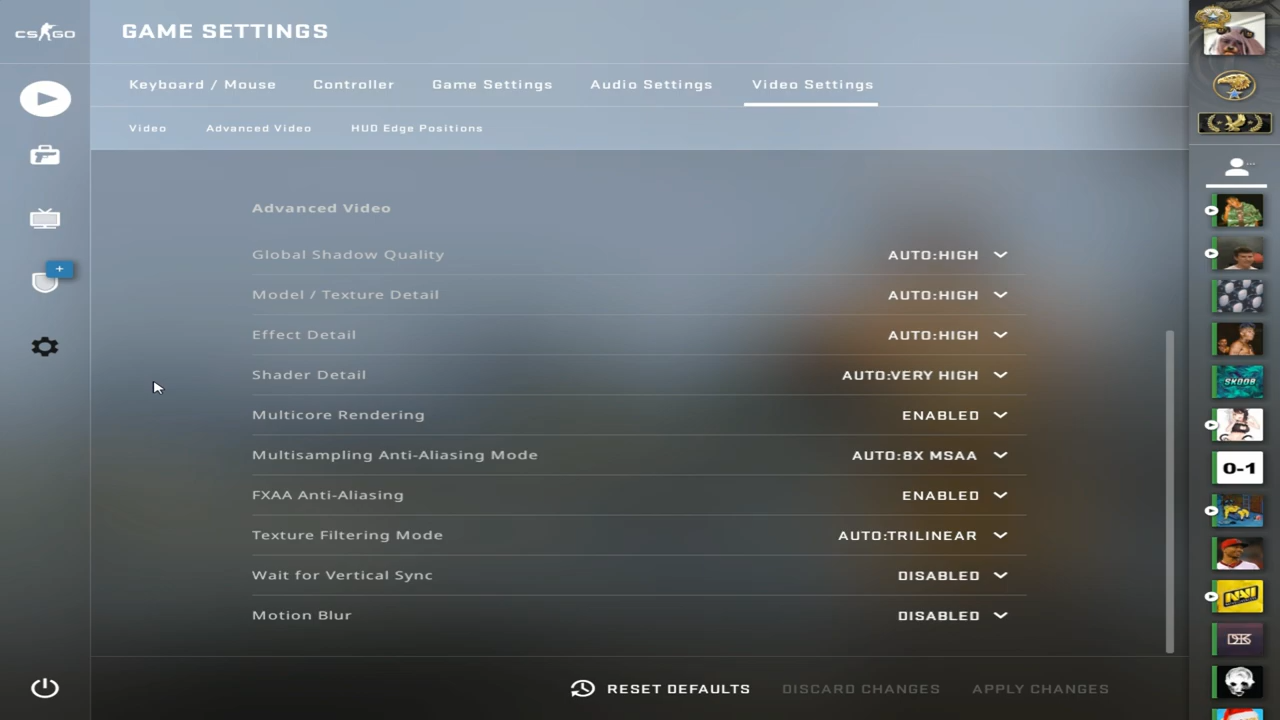 CS GO
GAME SETTINGS
Keyboard / Mouse
Controller
Game Settings
Audio Settings
Video Settings
Video
Advanced Video
HUD Edge Positions
Advanced Video
Global Shadow Quality AUTO:HIGH
Model / Texture Detail AUTO:HIGH
Effect Detail AUTO:HIGH
Shader Detail AUTO:VERY HIGH
Multicore Rendering ENABLED
Multisampling Anti-Aliasing Mode AUTO:8X MSAA
FXAA Anti-Aliasing ENABLED
Texture Filtering Mode AUTO:TRILINEAR
Wait for Vertical Sync DISABLED
Motion Blur DISABLED
RESET DEFAULTS
DISCARD CHANGES
APPLY CHANGES
+
...
SKOOB
0-1
NAVI